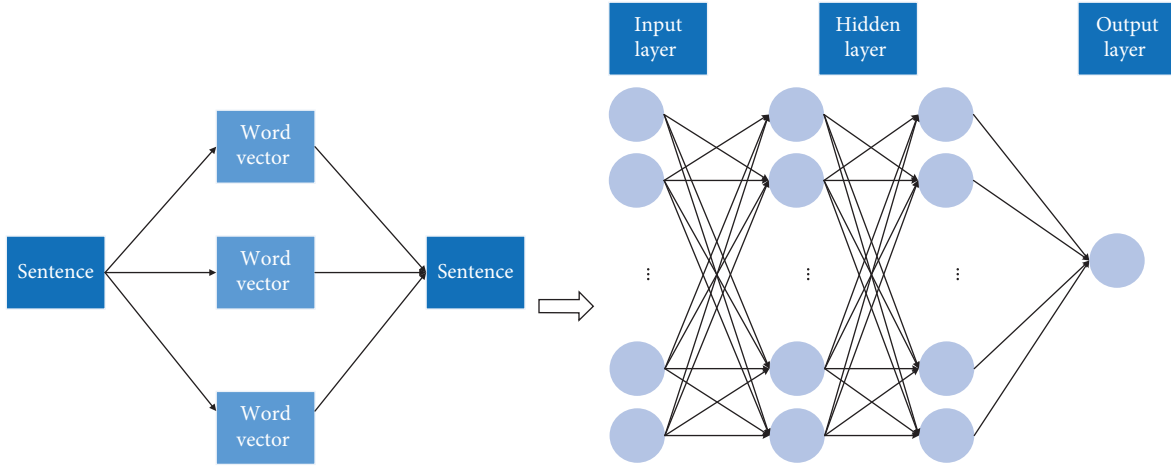 Sentence
Word
vector
Word
vector
Word
vector
Sentence
Input
layer
Hidden
layer
Output
layer
...
...
...